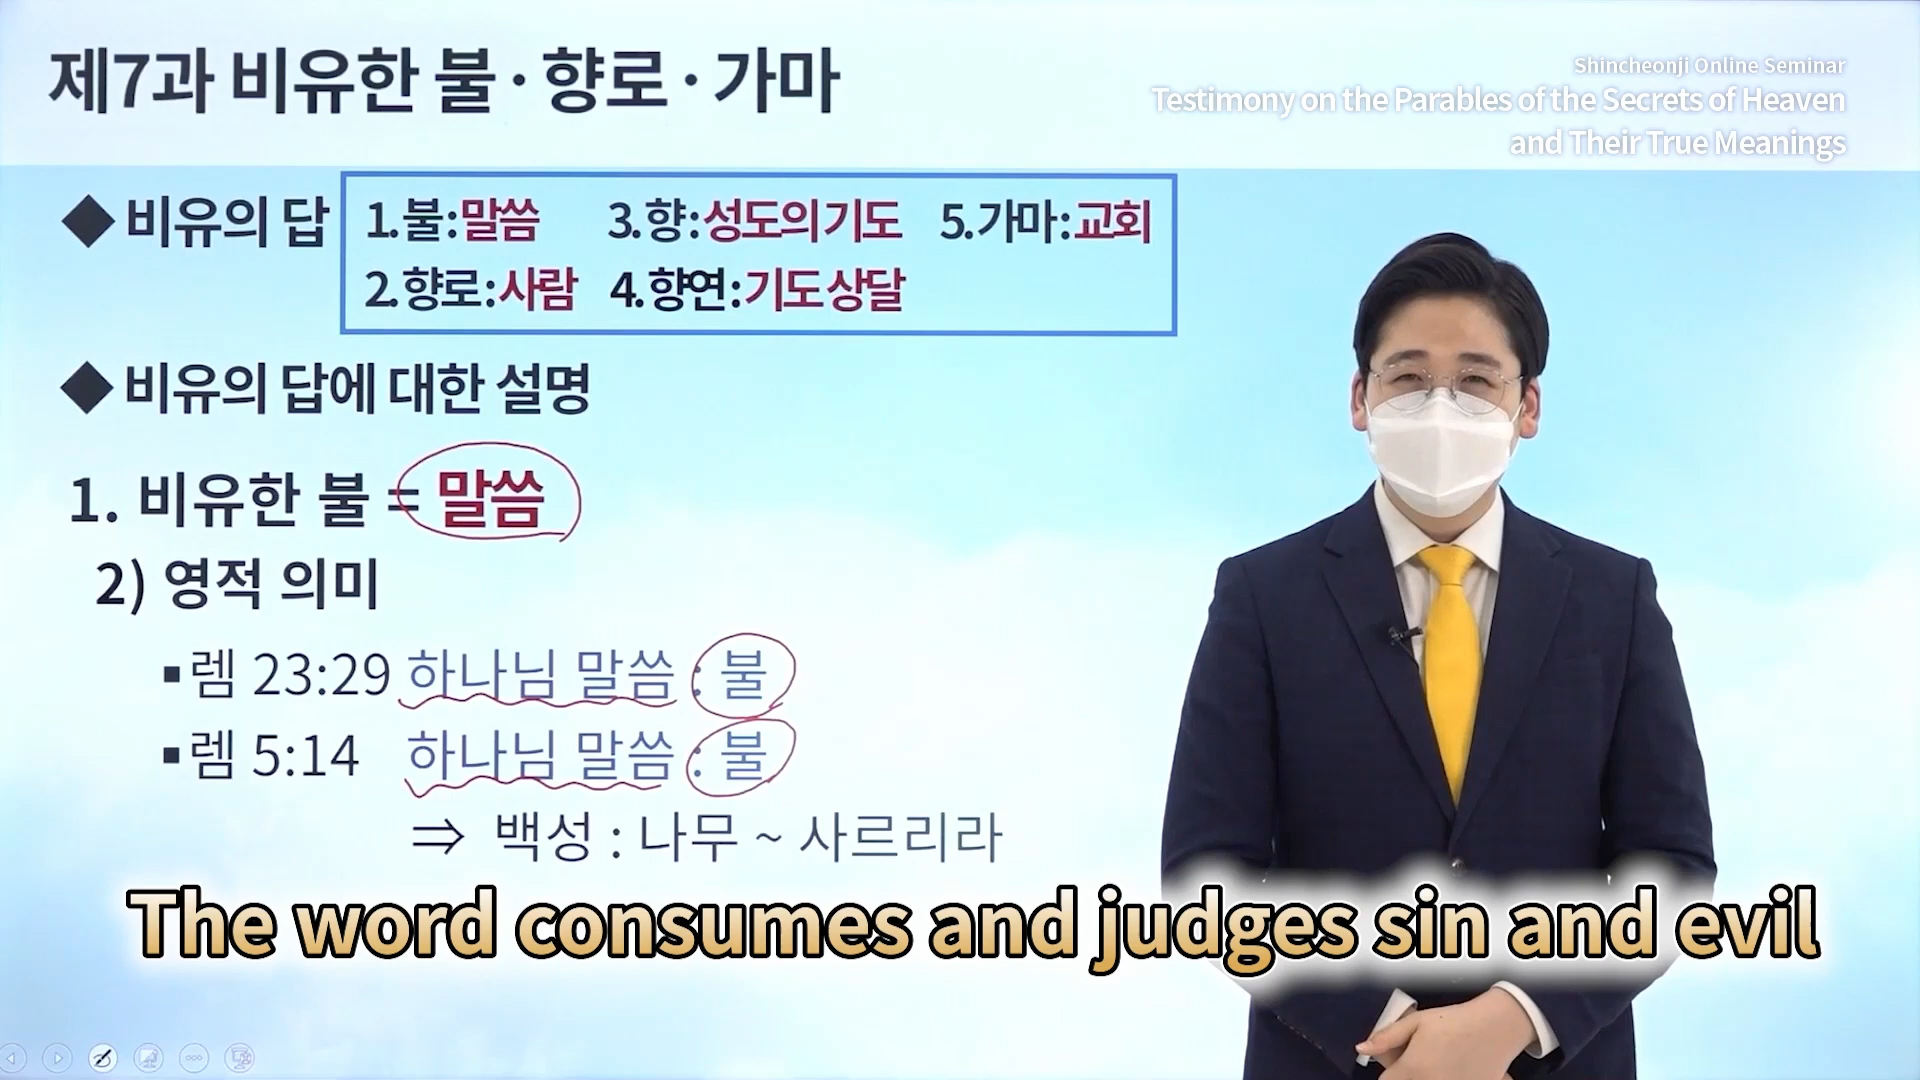 제7과 비유한 불·향로·가마
Shincheonji Online Seminar
Testimony on the Parables of the Secrets of Heaven
and Their True Meanings
◆ 비유의 답
1. 불: 말씀 3. 향: 성도의 기도 5. 가마: 교회
2. 향로: 사람 4. 향연: 기도 상달
◆ 비유의 답에 대한 설명
1. 비유한 불 = 말씀
2) 영적 의미
▪렘 23:29 하나님 말씀 : 불
▪렘 5:14 하나님 말씀 : 불
⇒ 백성 : 나무 ~ 사르리라
The word consumes and judges sin and evil